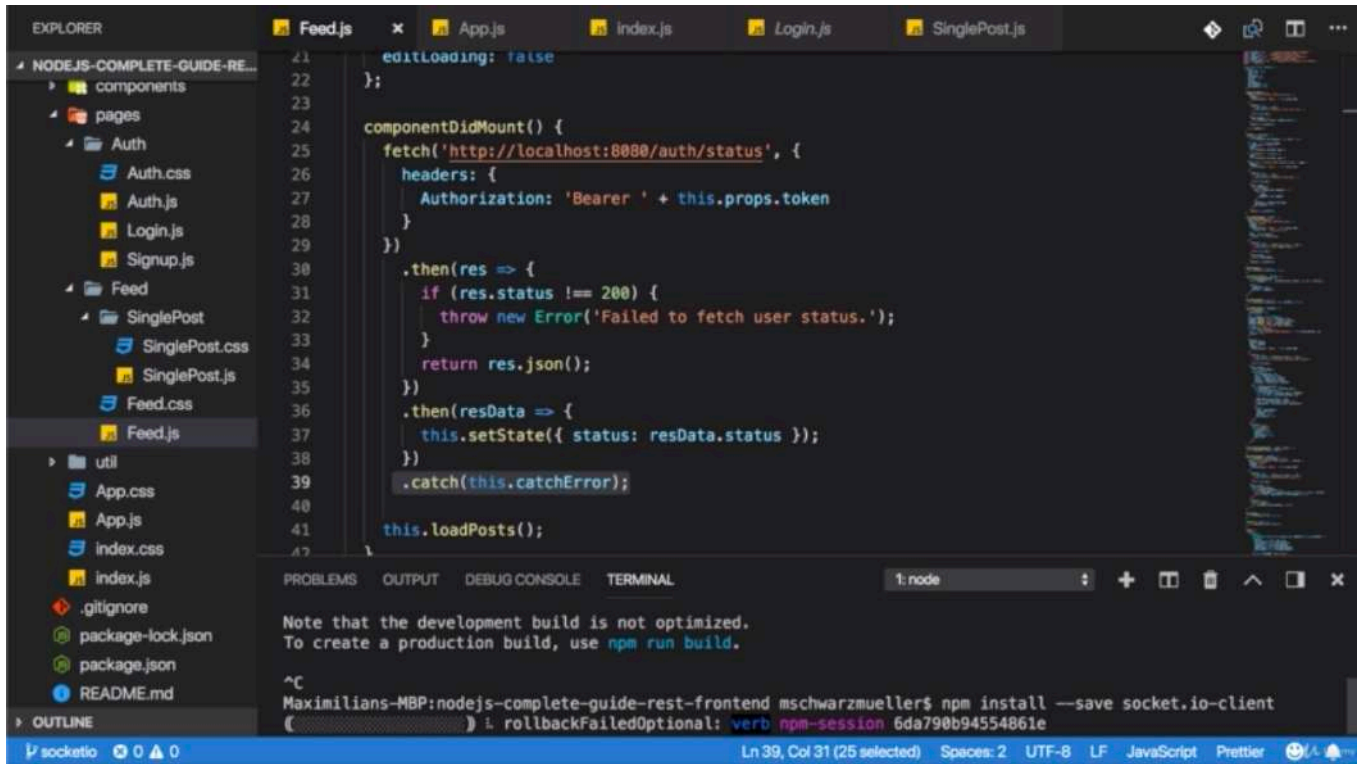 EXPLORER
Feed.js × App.js index.js Login.js SinglePost.js
NODEJS-COMPLETE-GUIDE-RE...
components
pages
Auth
Auth.css
Auth.js
Login.js
Signup.js
Feed
SinglePost
SinglePost.css
SinglePost.js
Feed.css
Feed.js
util
App.css
App.js
index.css
index.js
.gitignore
package-lock.json
package.json
README.md
OUTLINE
21 editLoading: false
22 };
23
24 componentDidMount() {
25 fetch('http://localhost:8080/auth/status', {
26 headers: {
27 Authorization: 'Bearer ' + this.props.token
28 }
29 })
30 .then(res => {
31 if (res.status !== 200) {
32 throw new Error('Failed to fetch user status.');
33 }
34 return res.json();
35 })
36 .then(resData => {
37 this.setState({ status: resData.status });
38 })
39 .catch(this.catchError);
40
41 this.loadPosts();
42 }
PROBLEMS OUTPUT DEBUG CONSOLE TERMINAL 1: node
Note that the development build is not optimized.
To create a production build, use npm run build.
^C
Maximilians-MBP:nodejs-complete-guide-rest-frontend mschwarzmueller$ npm install --save socket.io-client
rollbackFailedOptional: verb npm-session 6da790b94554861e
socketio 0 0 Ln 39, Col 31 (25 selected) Spaces: 2 UTF-8 LF JavaScript Prettier